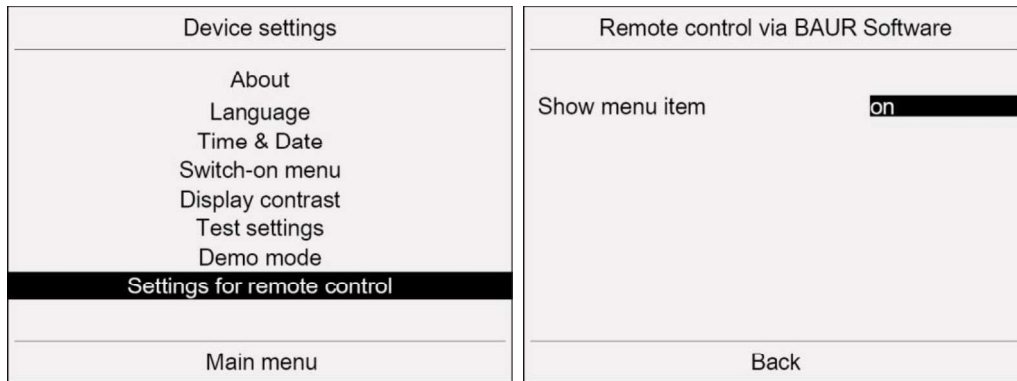 Device settings
About
Language
Time & Date
Switch-on menu
Display contrast
Test settings
Demo mode
Settings for remote control
Main menu
Remote control via BAUR Software
Show menu item on
Back